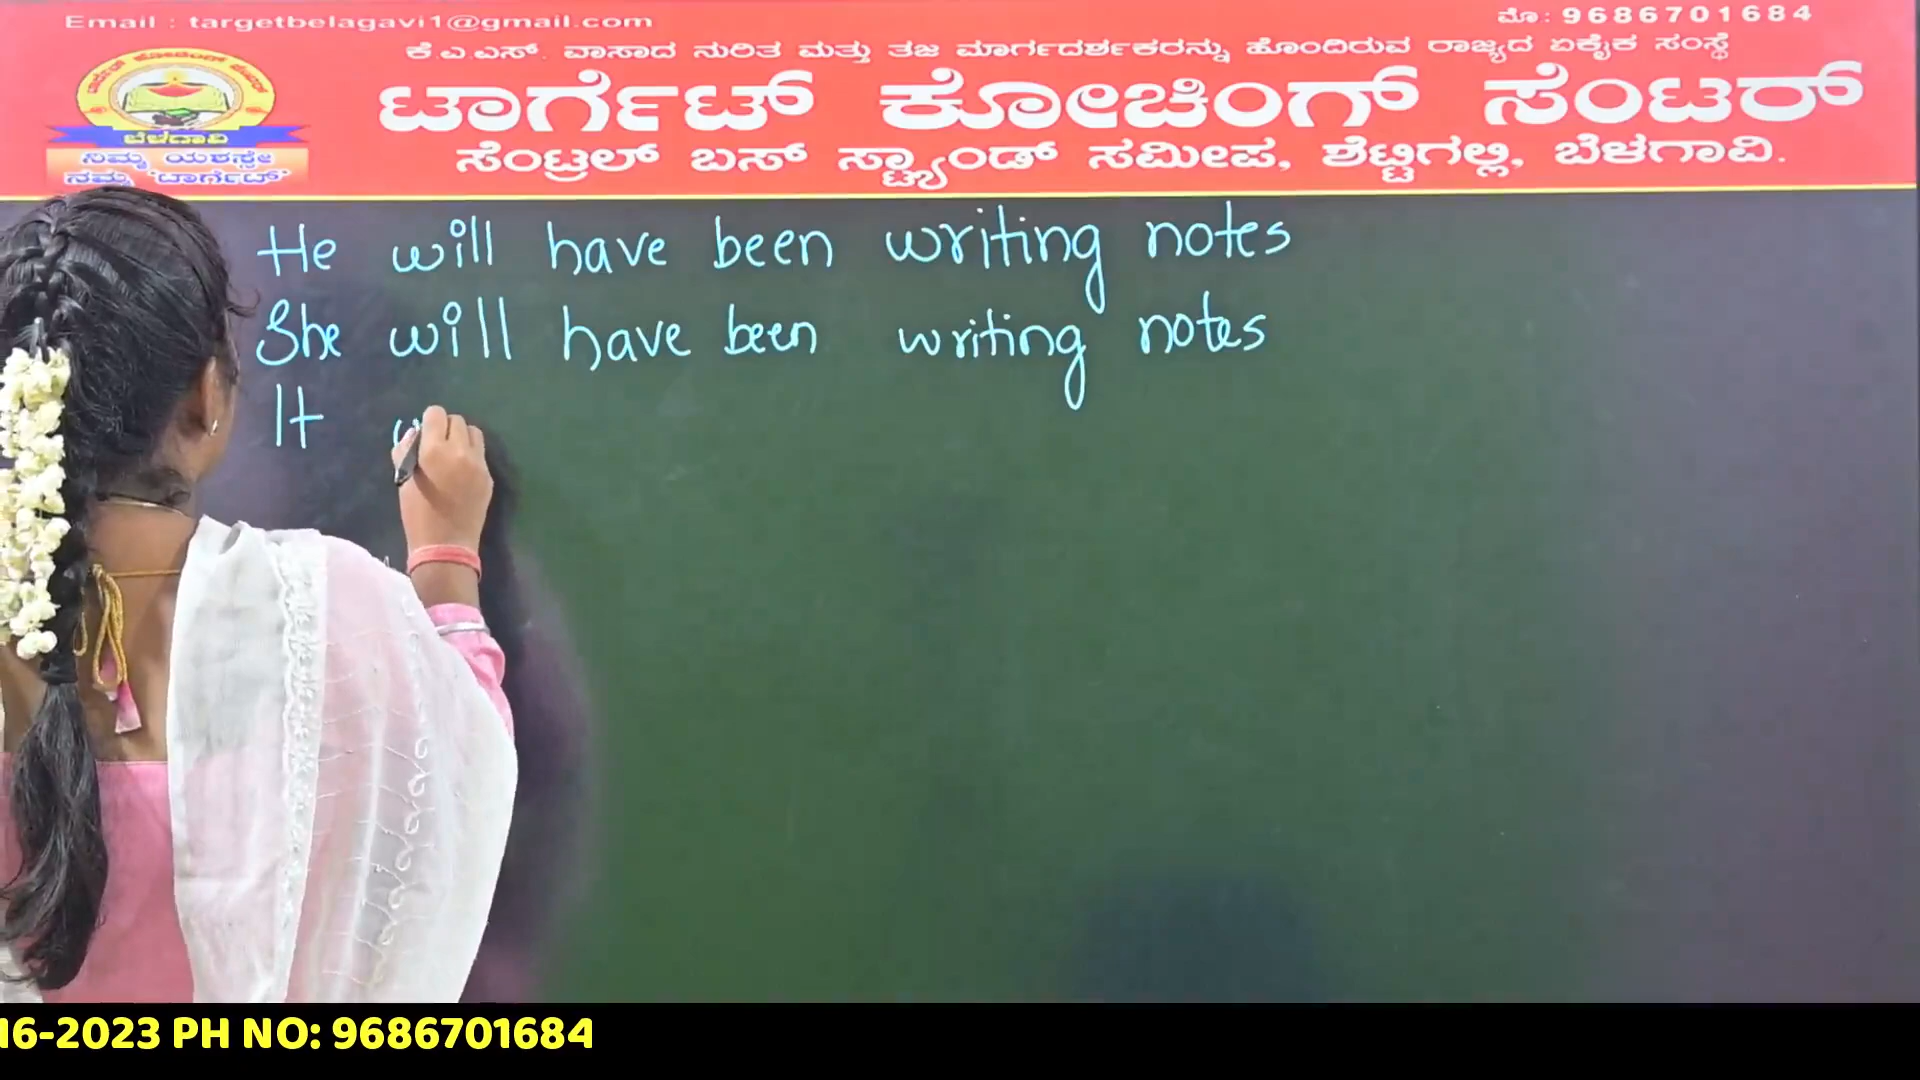 Email : targetbelagavi1@gmail.com
ಮೊ: 9686701684
ಕೆ.ಎ.ಎಸ್. ವಾಸಾದ ನುರಿತ ಮತ್ತು ತಜ ಮಾರ್ಗದರ್ಶಕರನ್ನು ಹೊಂದಿರುವ ರಾಜ್ಯದ ಏಕೈಕ ಸಂಸ್ಥೆ
ಟಾರ್ಗೆಟ್ ಕೋಚಿಂಗ್ ಸೆಂಟರ್
ಸೆಂಟ್ರಲ್ ಬಸ್ ಸ್ಟ್ಯಾಂಡ್ ಸಮೀಪ, ಶೆಟ್ಟಿಗಲ್ಲಿ, ಬೆಳಗಾವಿ.
ಬೆಳಗಾವಿ
ನಿಮ್ಮ ಯಶಸ್ಸೇ
ನಮ್ಮ 'ಟಾರ್ಗೆಟ್'
He will have been writing notes
She will have been writing notes
It w
16-2023 PH NO: 9686701684